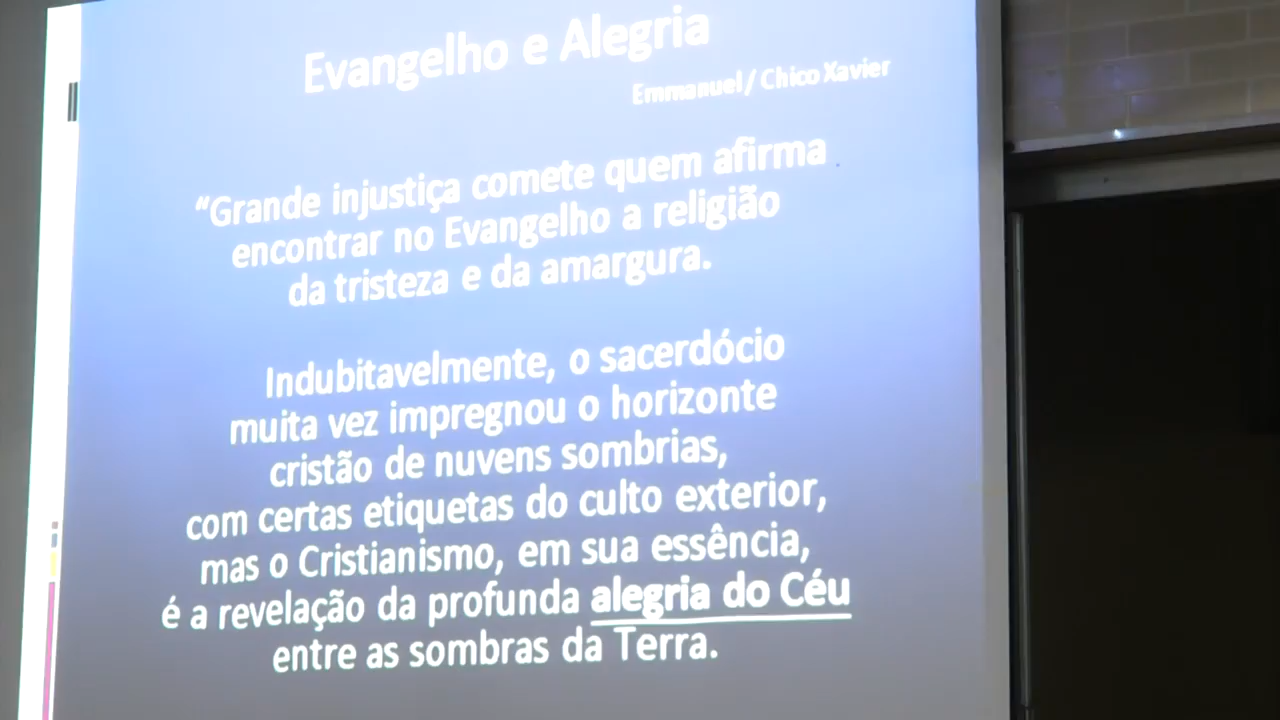 Evangelho e Alegria
Emmanuel / Chico Xavier
“Grande injustiça comete quem afirma
encontrar no Evangelho a religião
da tristeza e da amargura.
Indubitavelmente, o sacerdócio
muita vez impregnou o horizonte
cristão de nuvens sombrias,
com certas etiquetas do culto exterior,
mas o Cristianismo, em sua essência,
é a revelação da profunda alegria do Céu
entre as sombras da Terra.